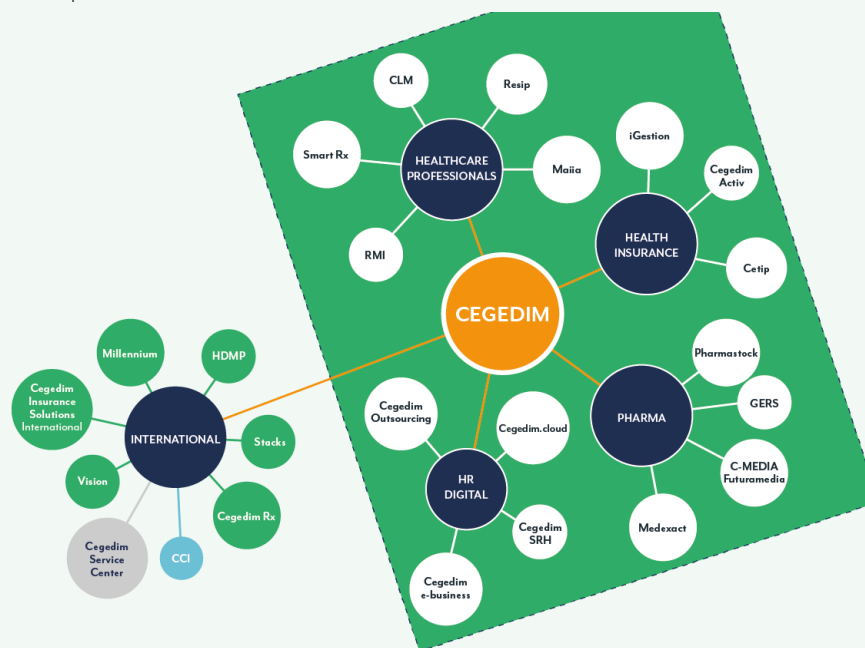 CLM
Resip
Smart Rx
HEALTHCARE
PROFESSIONALS
Maiia
RMI
iGestion
Cegedim
Activ
HEALTH
INSURANCE
Cetip
CEGEDIM
Millennium
HDMP
Cegedim
Insurance
Solutions
International
INTERNATIONAL
Stacks
Vision
Cegedim Rx
Cegedim
Service
Center
CCI
Cegedim
Outsourcing
Cegedim.cloud
HR
DIGITAL
Cegedim
SRH
Cegedim
e-business
Pharmastock
PHARMA
GERS
C-MEDIA
Futuramedia
Medexact